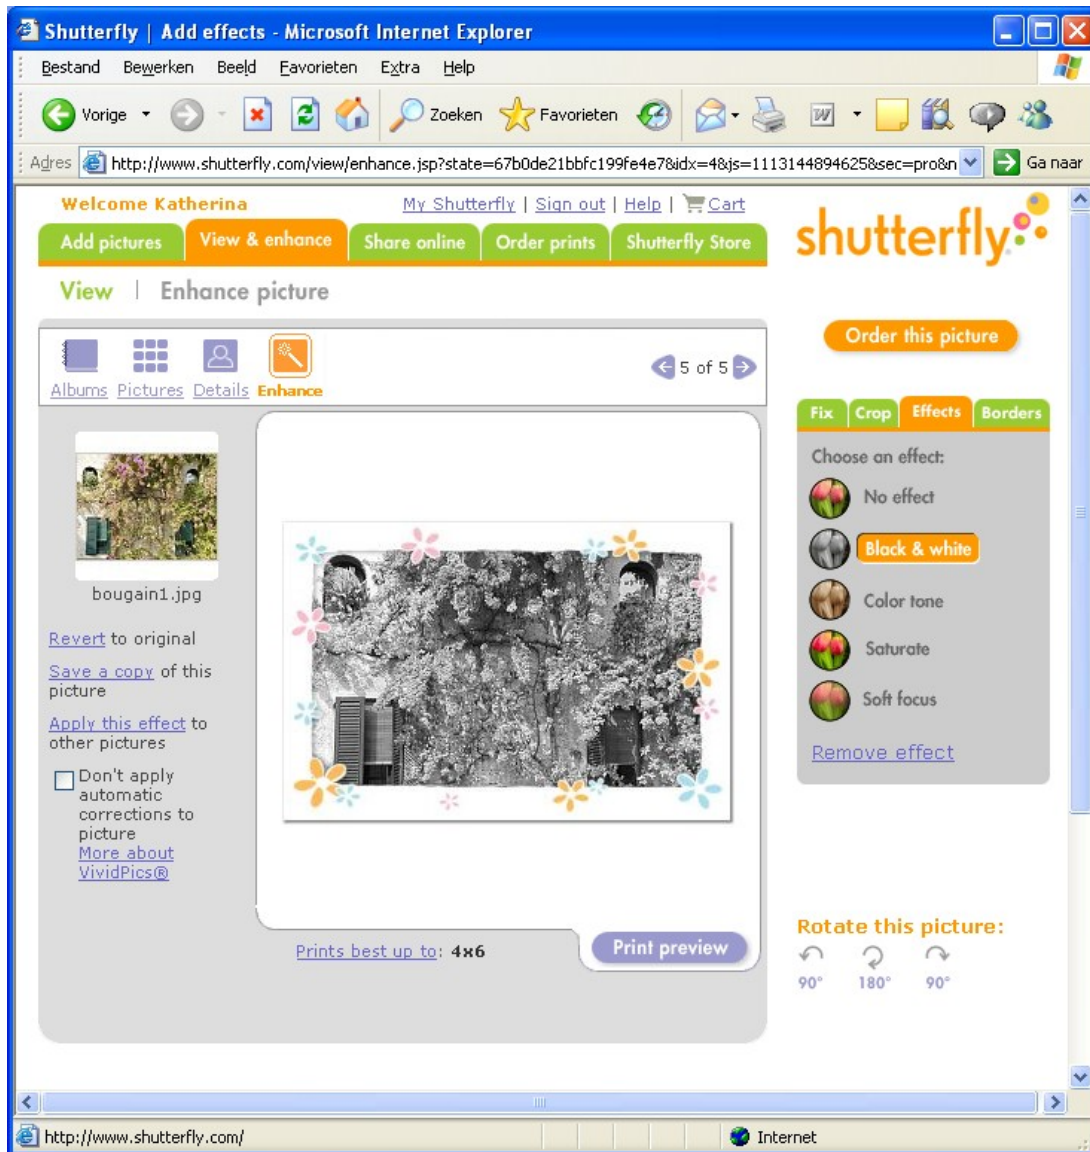 Shutterfly | Add effects - Microsoft Internet Explorer
Bestand Bewerken Beeld Favorieten Extra Help
Vorige Zoeken Favorieten
Adres http://www.shutterfly.com/view/enhance.jsp?state=67b0de21bbfc199fe4e7&idx=4&js=1113144894625&sec=pro&n Ga naar
Welcome Katherina My Shutterfly | Sign out | Help | Cart
Add pictures View & enhance Share online Order prints Shutterfly Store
shutterfly
View | Enhance picture
Order this picture
Albums Pictures Details Enhance
5 of 5
Fix Crop Effects Borders
Choose an effect:
No effect
Black & white
Color tone
Saturate
Soft focus
Remove effect
bougain1.jpg
Revert to original
Save a copy of this
picture
Apply this effect to
other pictures
Don't apply
automatic
corrections to
picture
More about
VividPics®
Prints best up to: 4x6
Print preview
Rotate this picture:
90° 180° 90°
http://www.shutterfly.com/ Internet